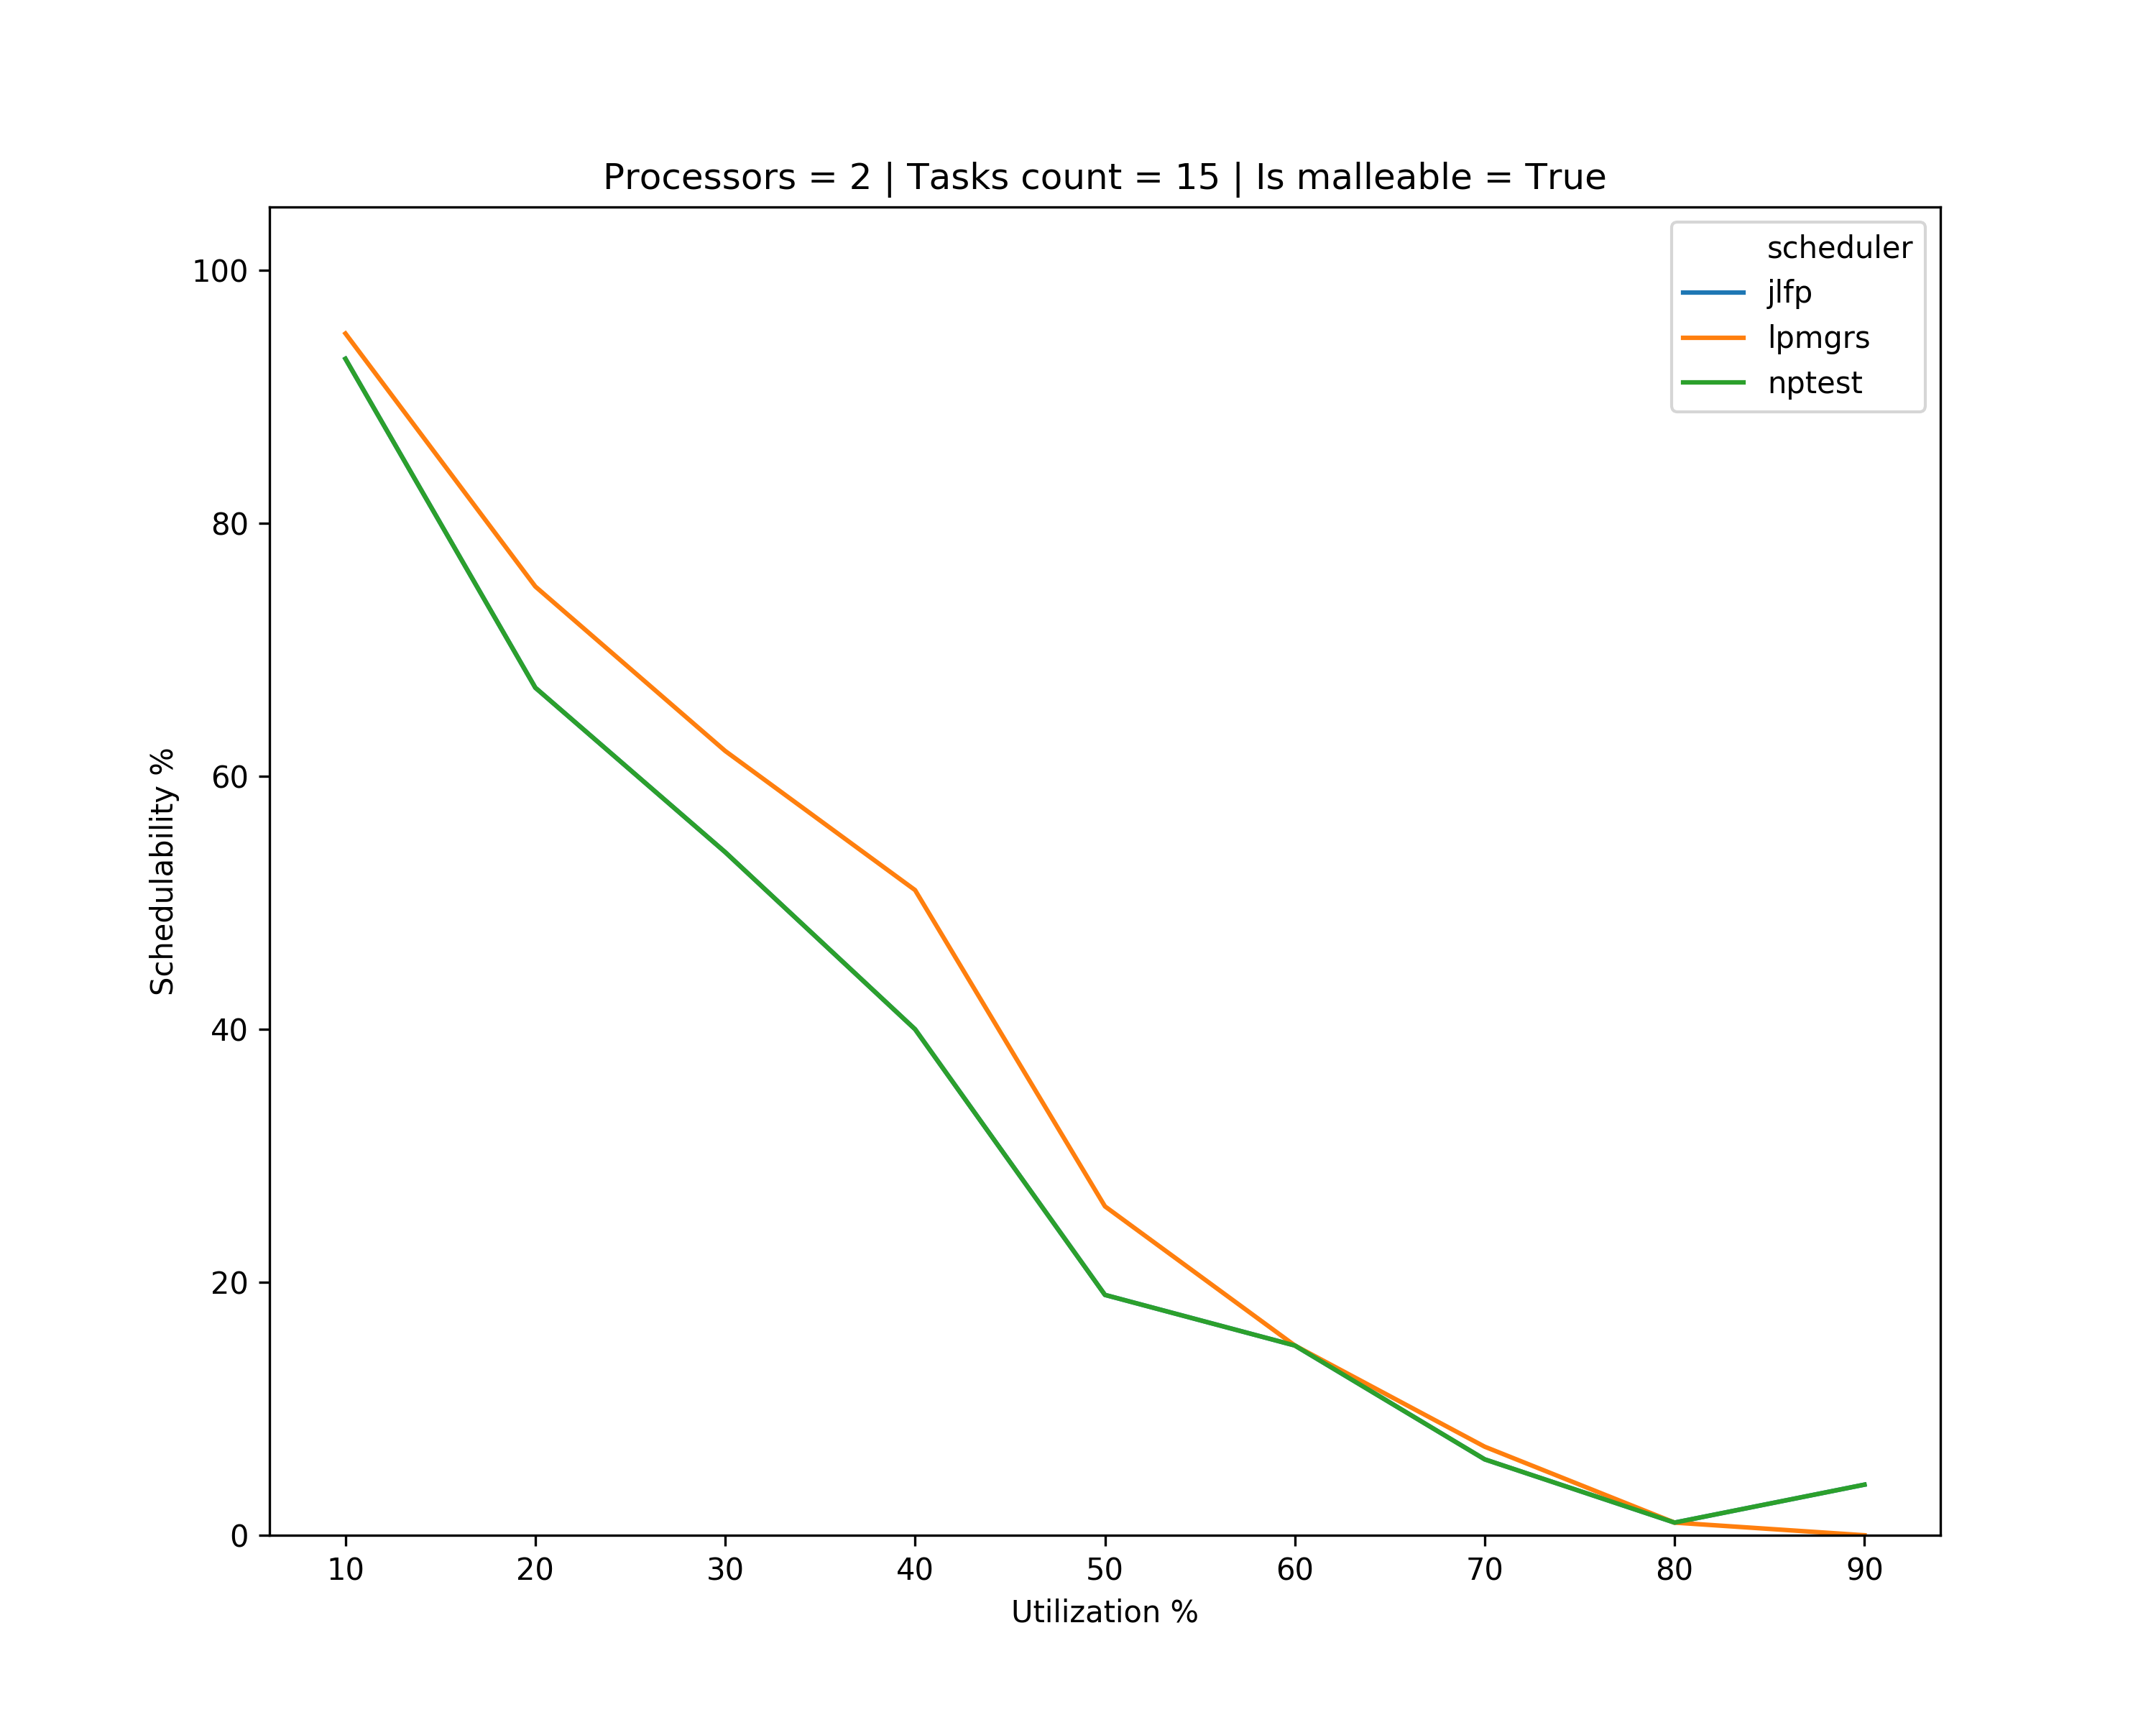 Processors = 2 | Tasks count = 15 | Is malleable = True
scheduler
jlfp
lpmgrs
nptest
Schedulability %
100
80
60
40
20
0
10 20 30 40 50 60 70 80 90
Utilization %